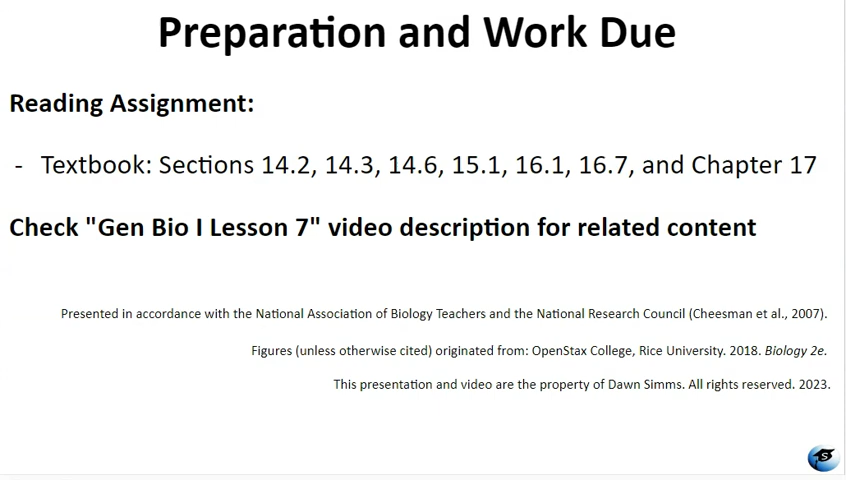 Preparation and Work Due
Reading Assignment:
- Textbook: Sections 14.2, 14.3, 14.6, 15.1, 16.1, 16.7, and Chapter 17
Check "Gen Bio I Lesson 7" video description for related content
Presented in accordance with the National Association of Biology Teachers and the National Research Council (Cheesman et al., 2007).
Figures (unless otherwise cited) originated from: OpenStax College, Rice University. 2018. Biology 2e.
This presentation and video are the property of Dawn Simms. All rights reserved. 2023.
S